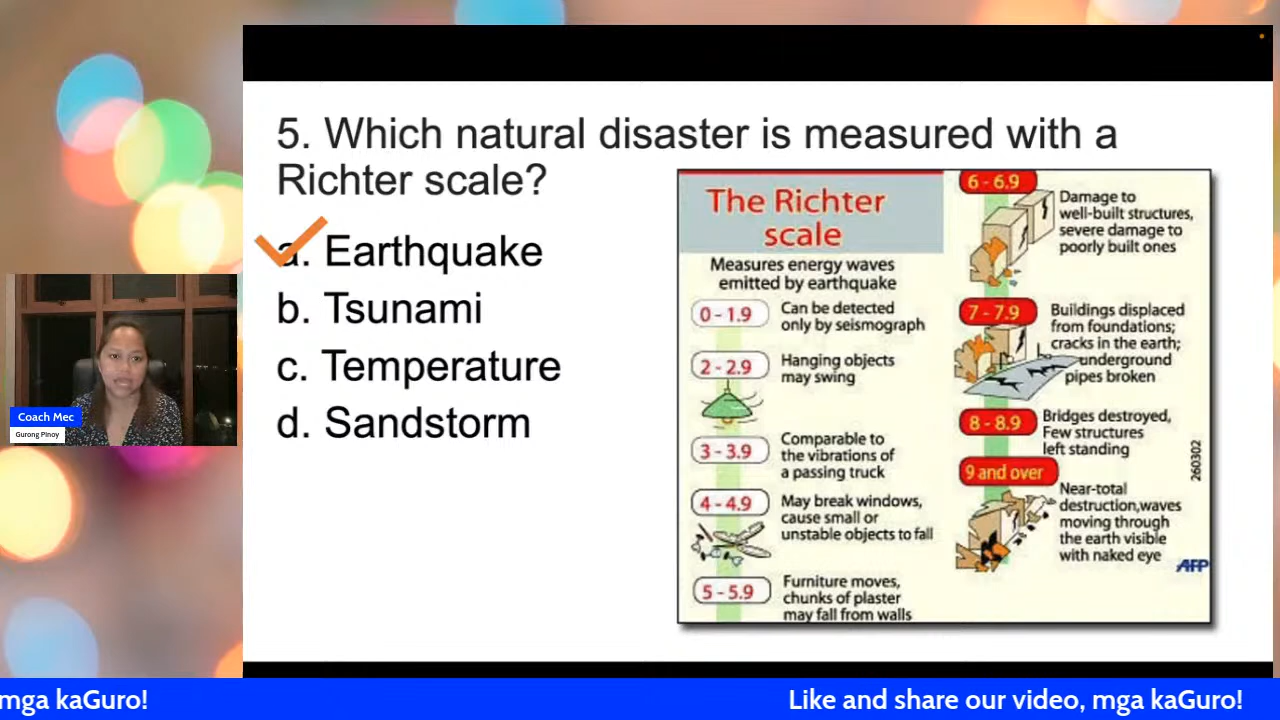 5. Which natural disaster is measured with a
Richter scale?
a. Earthquake
b. Tsunami
c. Temperature
d. Sandstorm
The Richter
scale
Measures energy waves
emitted by earthquake
0 - 1.9
Can be detected
only by seismograph
2 - 2.9
Hanging objects
may swing
3 - 3.9
Comparable to
the vibrations of
a passing truck
4 - 4.9
May break windows,
cause small or
unstable objects to fall
5 - 5.9
Furniture moves,
chunks of plaster
may fall from walls
6 - 6.9
Damage to
well-built structures,
severe damage to
poorly built ones
7 - 7.9
Buildings displaced
from foundations;
cracks in the earth;
underground
pipes broken
8 - 8.9
Bridges destroyed,
Few structures
left standing
9 and over
Near-total
destruction,waves
moving through
the earth visible
with naked eye
260302
AFP
Coach Mec
Gurong Pinoy
mga kaGuro!
Like and share our video, mga kaGuro!